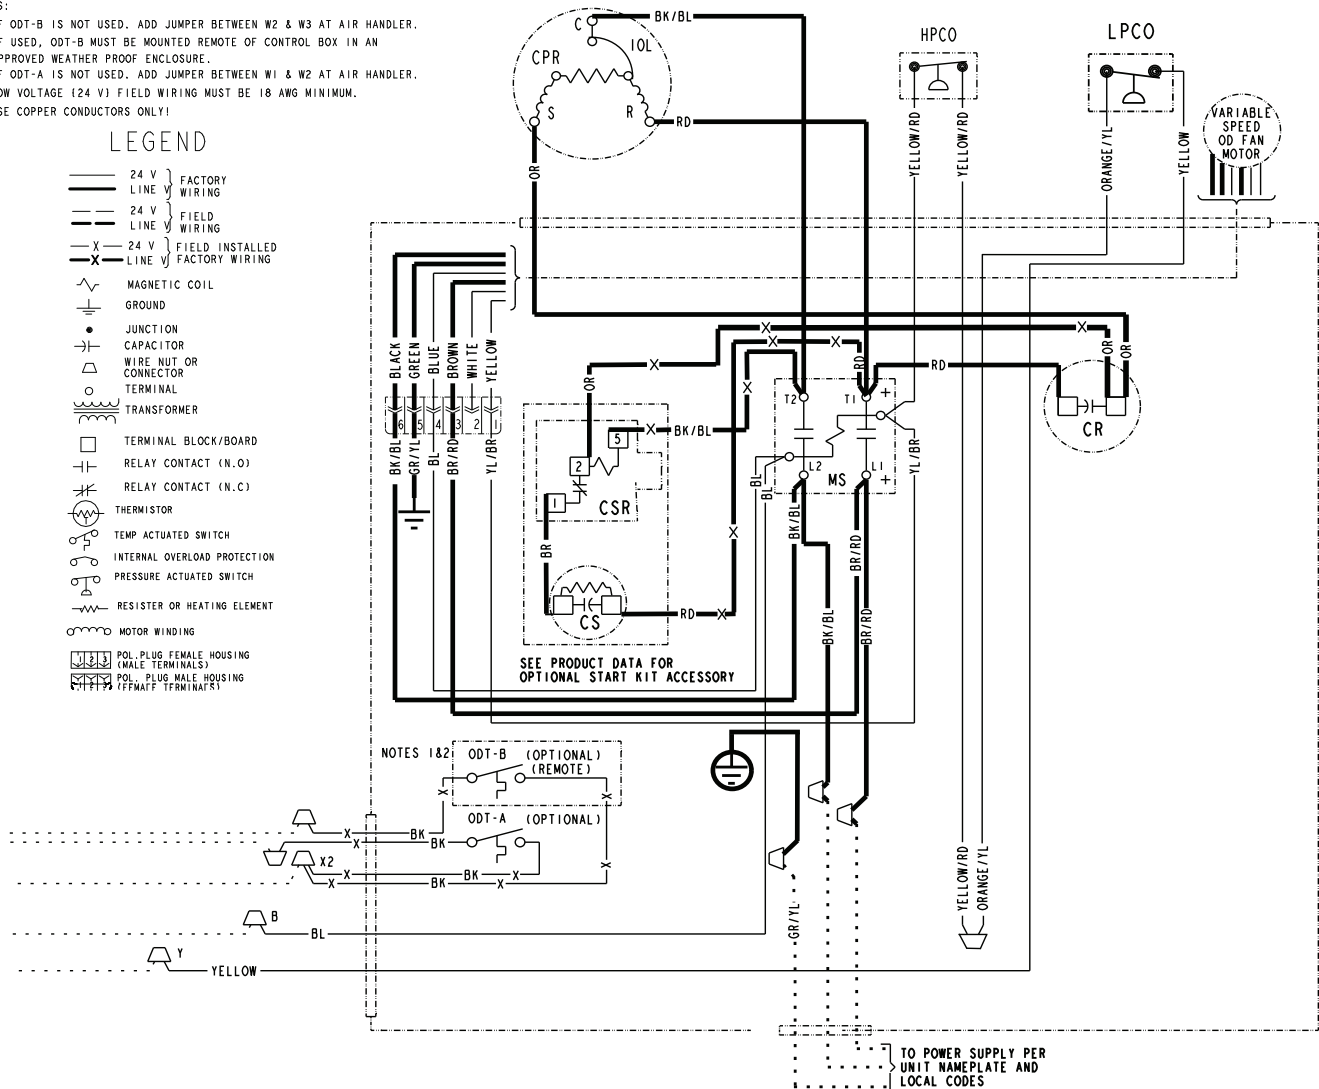 S:
F ODT-B IS NOT USED. ADD JUMPER BETWEEN W2 & W3 AT AIR HANDLER.
F USED, ODT-B MUST BE MOUNTED REMOTE OF CONTROL BOX IN AN
PPROVED WEATHER PROOF ENCLOSURE.
F ODT-A IS NOT USED. ADD JUMPER BETWEEN W1 & W2 AT AIR HANDLER.
OW VOLTAGE (24 V) FIELD WIRING MUST BE 18 AWG MINIMUM.
SE COPPER CONDUCTORS ONLY!
LEGEND
24 V
LINE V
FACTORY
WIRING
24 V
LINE V
FIELD
WIRING
X
24 V
X
LINE V
FIELD INSTALLED
FACTORY WIRING
MAGNETIC COIL
GROUND
JUNCTION
CAPACITOR
WIRE NUT OR
CONNECTOR
TERMINAL
TRANSFORMER
TERMINAL BLOCK/BOARD
RELAY CONTACT (N.O)
RELAY CONTACT (N.C)
THERMISTOR
TEMP ACTUATED SWITCH
INTERNAL OVERLOAD PROTECTION
PRESSURE ACTUATED SWITCH
RESISTER OR HEATING ELEMENT
MOTOR WINDING
1 2 3
POL.PLUG FEMALE HOUSING
(MALE TERMINALS)
1 2 3
POL. PLUG MALE HOUSING
(FEMALE TERMINALS)
C
IOL
CPR
S
R
BK/BL
RD
OR
HPCO
LPCO
YELLOW/RD
YELLOW/RD
ORANGE/YL
YELLOW
VARIABLE
SPEED
OD FAN
MOTOR
BLACK
GREEN
BLUE
BROWN
WHITE
YELLOW
6 5 4 3 2 1
BK/BL
GR/YL
BL
BR/RD
YL/BR
X
X
X
X
X
OR
RD
RD
OR
OR
CR
X
T2
T1
+
L2
L1
+
MS
YL/BR
5
X
BK/BL
2
1
CSR
BR
CS
RD
X
X
BL
BL
BK/BL
BR/RD
BK/BL
BR/RD
SEE PRODUCT DATA FOR
OPTIONAL START KIT ACCESSORY
NOTES 1&2
ODT-B
(OPTIONAL)
(REMOTE)
X
X
ODT-A
(OPTIONAL)
X
BK
X
BK
X2
X
BK
X
X
BK
X
X
B
BL
Y
YELLOW
GR/YL
YELLOW/RD
ORANGE/YL
TO POWER SUPPLY PER
UNIT NAMEPLATE AND
LOCAL CODES